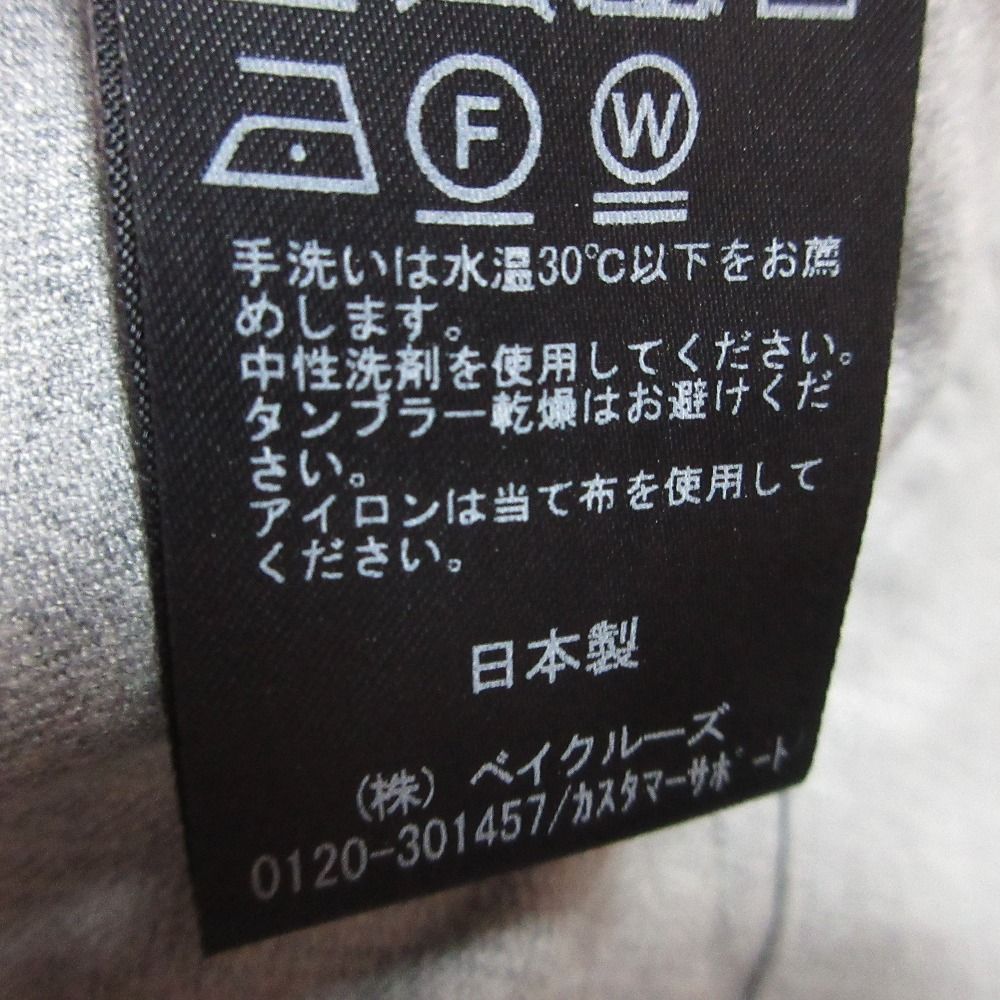 F W
手洗いは水温30℃以下をお薦
めします。
中性洗剤を使用してください。
タンブラー乾燥はお避けくだ
さい。
アイロンは当て布を使用して
ください。
日本製
(株) ベイクルーズ
0120-301457/カスタマーサポート